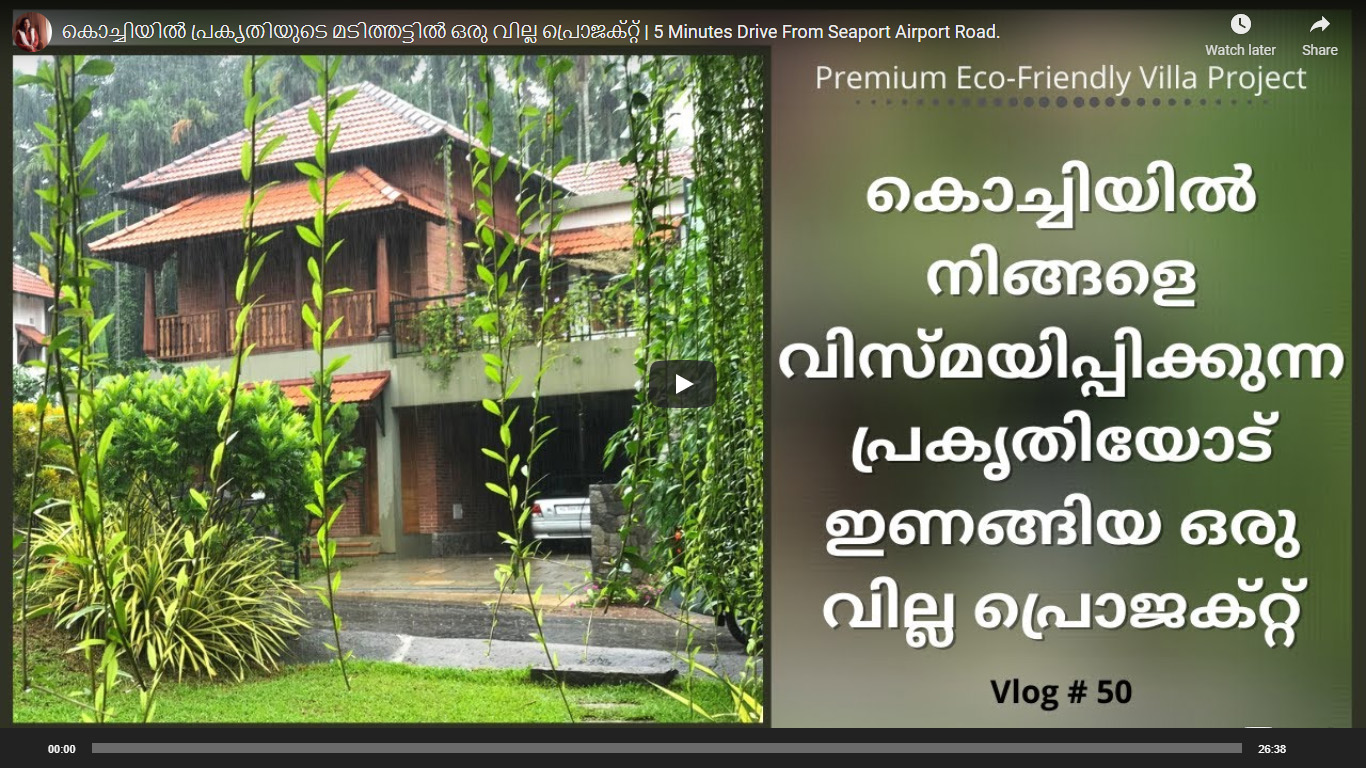 കൊച്ചിയിൽ പ്രകൃതിയുടെ മടിത്തട്ടിൽ ഒരു വില്ല പ്രൊജക്റ്റ് | 5 Minutes Drive From Seaport Airport Road.
Watch later
Share
Premium Eco-Friendly Villa Project
കൊച്ചിയിൽ
നിങ്ങളെ
വിസ്മയിപ്പിക്കുന്ന
പ്രകൃതിയോട്
ഇണങ്ങിയ ഒരു
വില്ല പ്രൊജക്റ്റ്
Vlog # 50
00:00
26:38